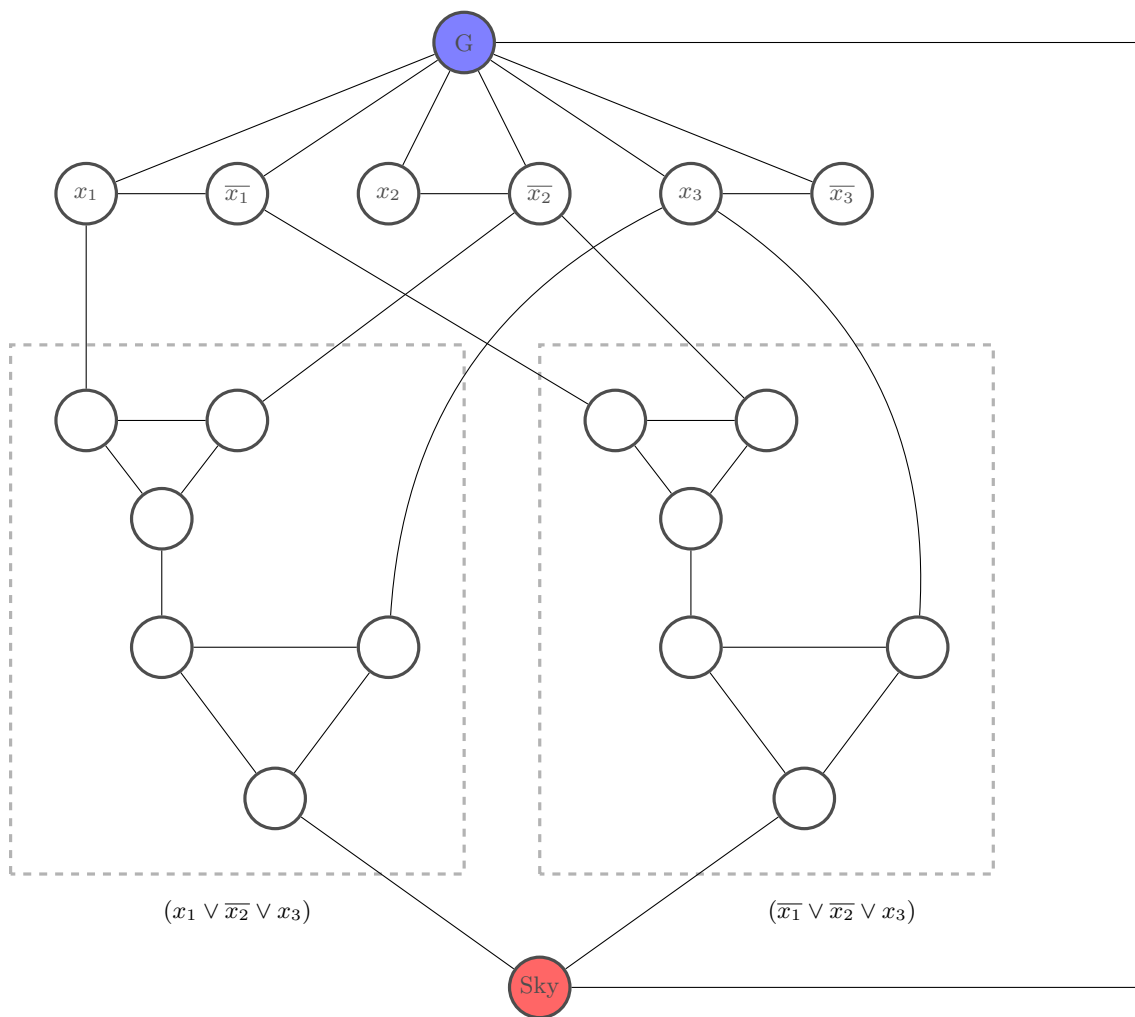 G
x₁ x̅₁ x₂ x̅₂ x₃ x̅₃
(x₁ ∨ x̅₂ ∨ x₃) (x̅₁ ∨ x̅₂ ∨ x₃)
Sky